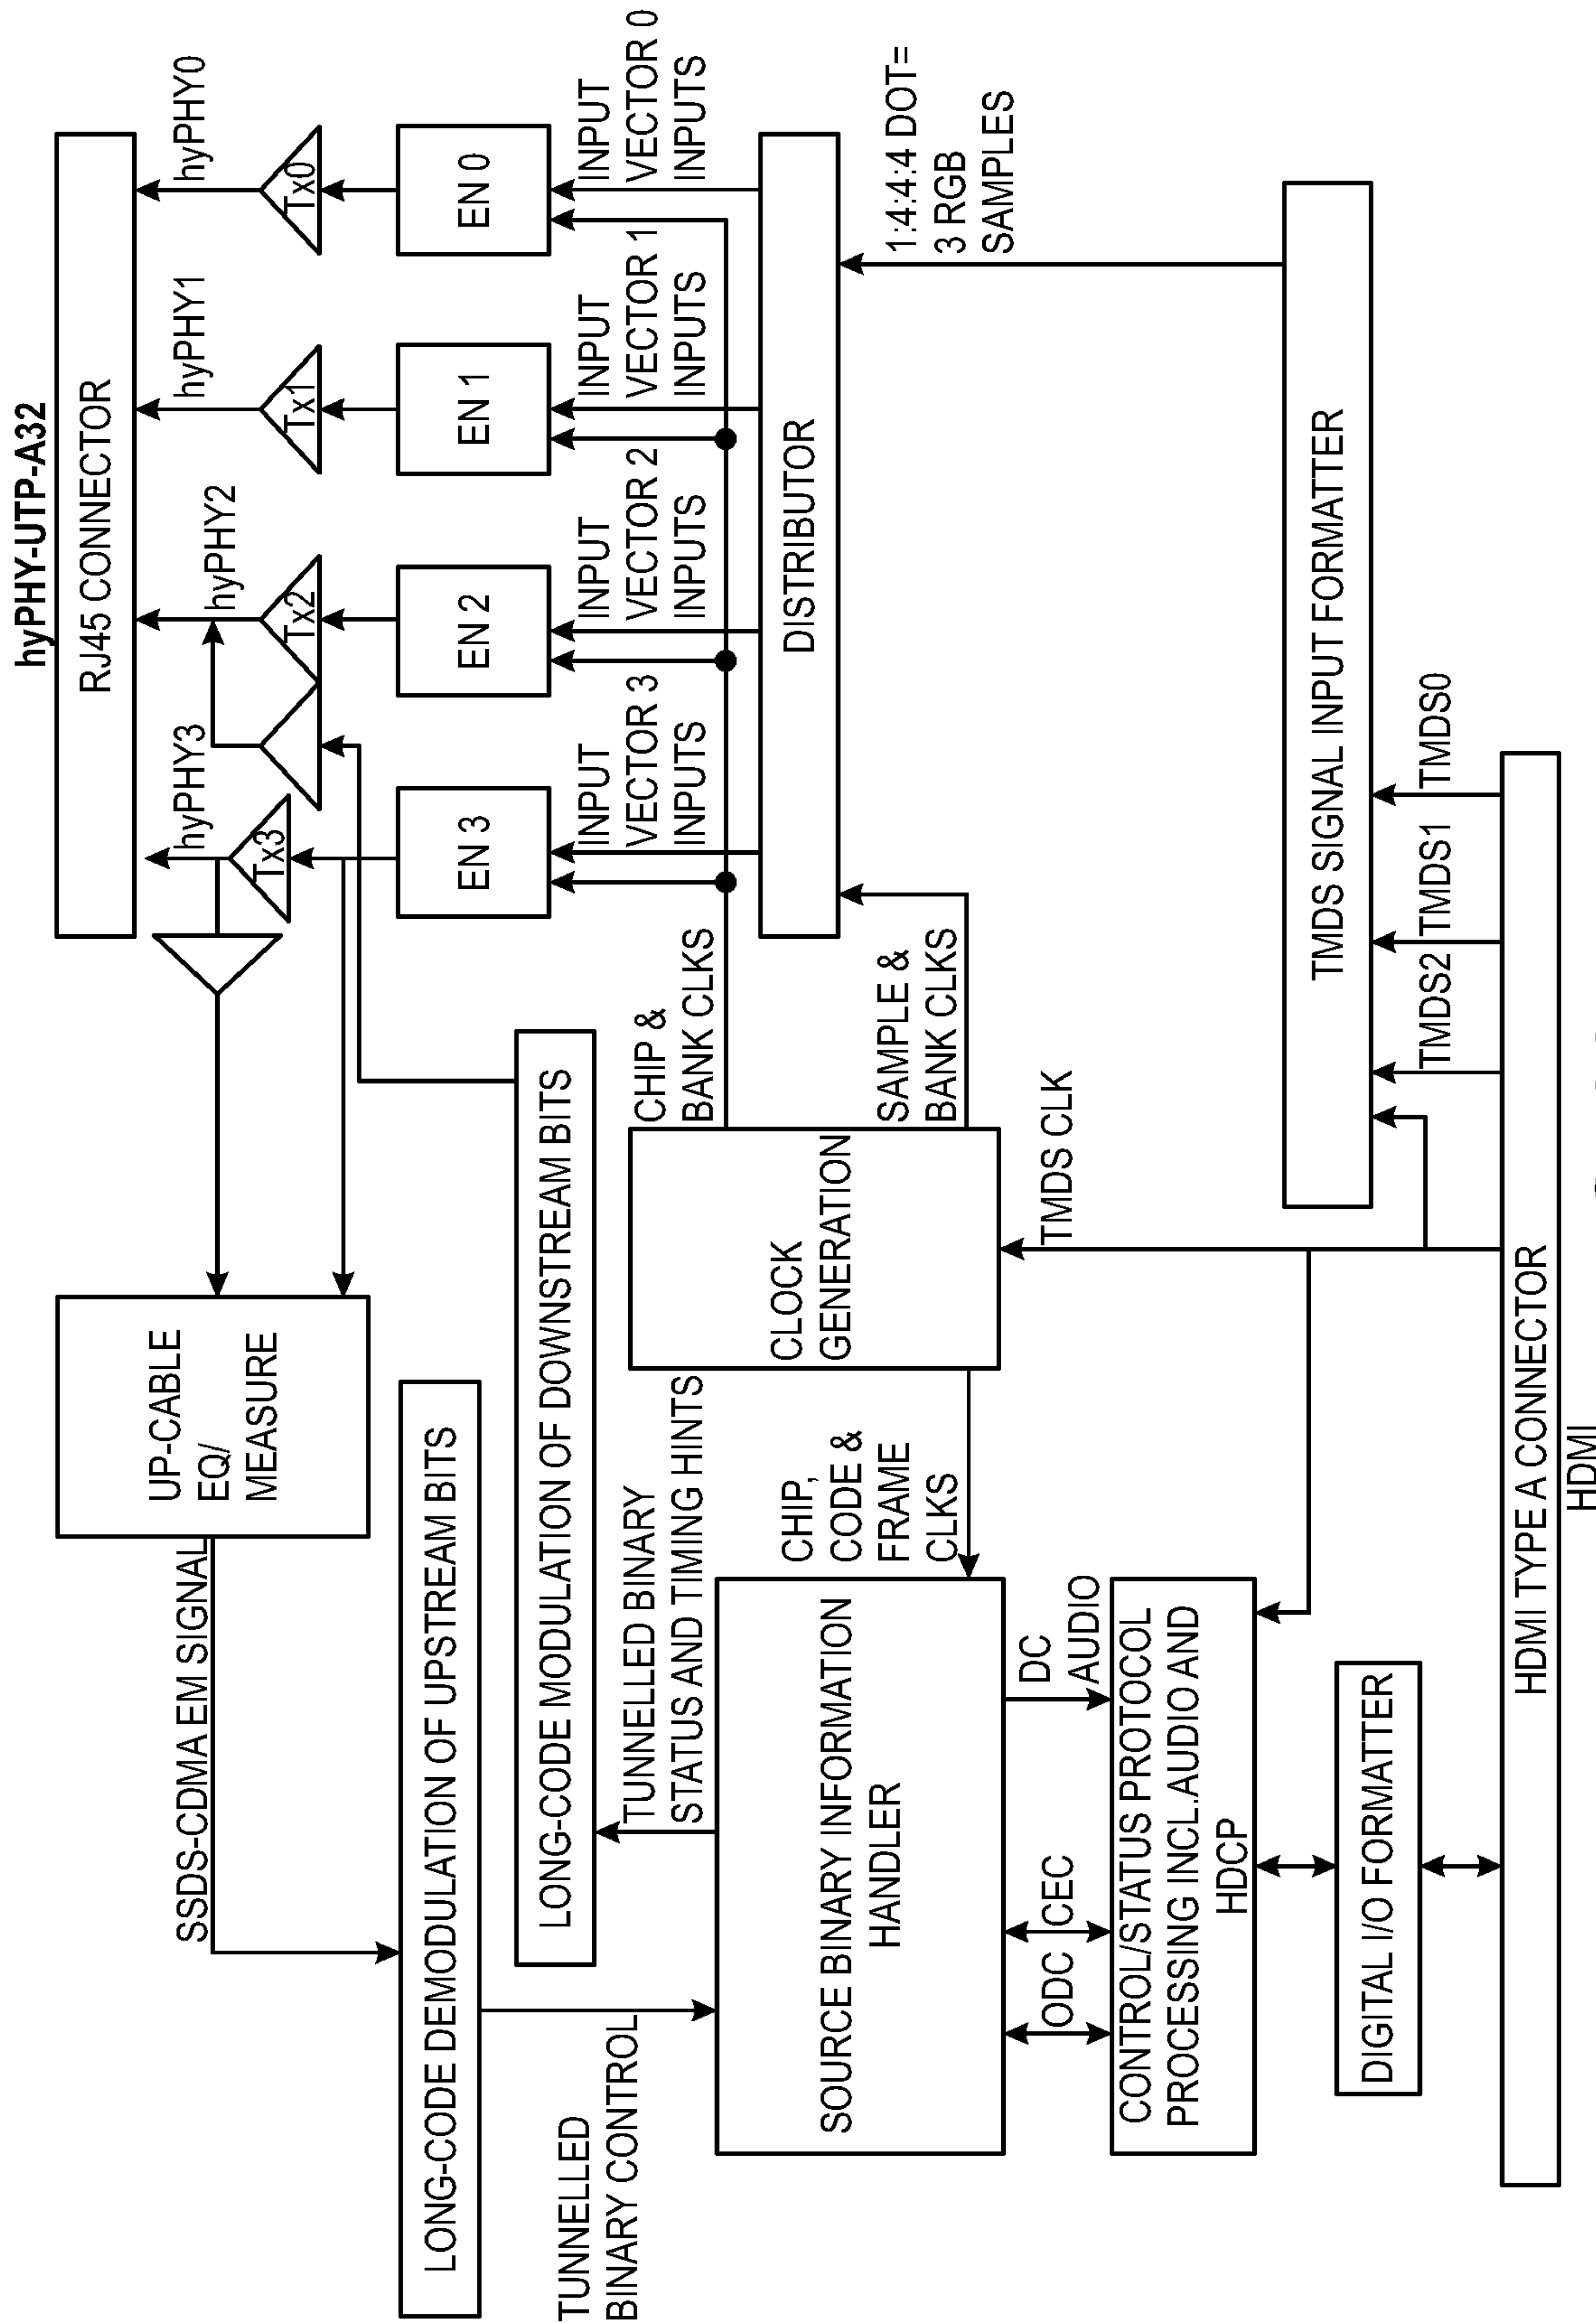 hyPHY-UTP-A32
RJ45 CONNECTOR
hyPHY3
hyPHY2
hyPHY1
hyPHY0
Tx3
Tx2
Tx1
Tx0
EN 3
EN 2
EN 1
EN 0
INPUT
VECTOR 3
INPUTS
INPUT
VECTOR 2
INPUTS
INPUT
VECTOR 1
INPUTS
INPUT
VECTOR 0
INPUTS
UP-CABLE
EQ/
MEASURE
SSDS-CDMA EM SIGNAL
LONG-CODE DEMODULATION OF UPSTREAM BITS
LONG-CODE MODULATION OF DOWNSTREAM BITS
TUNNELLED
BINARY CONTROL
TUNNELLED BINARY
STATUS AND TIMING HINTS
CHIP &
BANK CLKS
SAMPLE &
BANK CLKS
DISTRIBUTOR
1:4:4:4 DOT=
3 RGB
SAMPLES
SOURCE BINARY INFORMATION
HANDLER
CHIP,
CODE &
FRAME
CLKS
CLOCK
GENERATION
TMDS CLK
ODC
CEC
DC
AUDIO
CONTROL/STATUS PROTOCOL
PROCESSING INCL.AUDIO AND
HDCP
DIGITAL I/O FORMATTER
TMDS SIGNAL INPUT FORMATTER
TMDS2
TMDS1
TMDS0
HDMI TYPE A CONNECTOR
HDMI